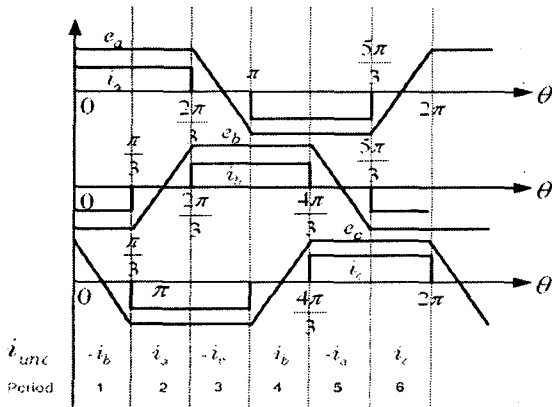 e_a
i_a
0
2π/3
π
5π/3
2π
θ
e_b
i_b
0
π/3
2π/3
4π/3
5π/3
θ
e_c
i_c
0
π/3
π
4π/3
2π
θ
i_unc -i_b i_a -i_c i_b -i_a i_c
Period 1 2 3 4 5 6